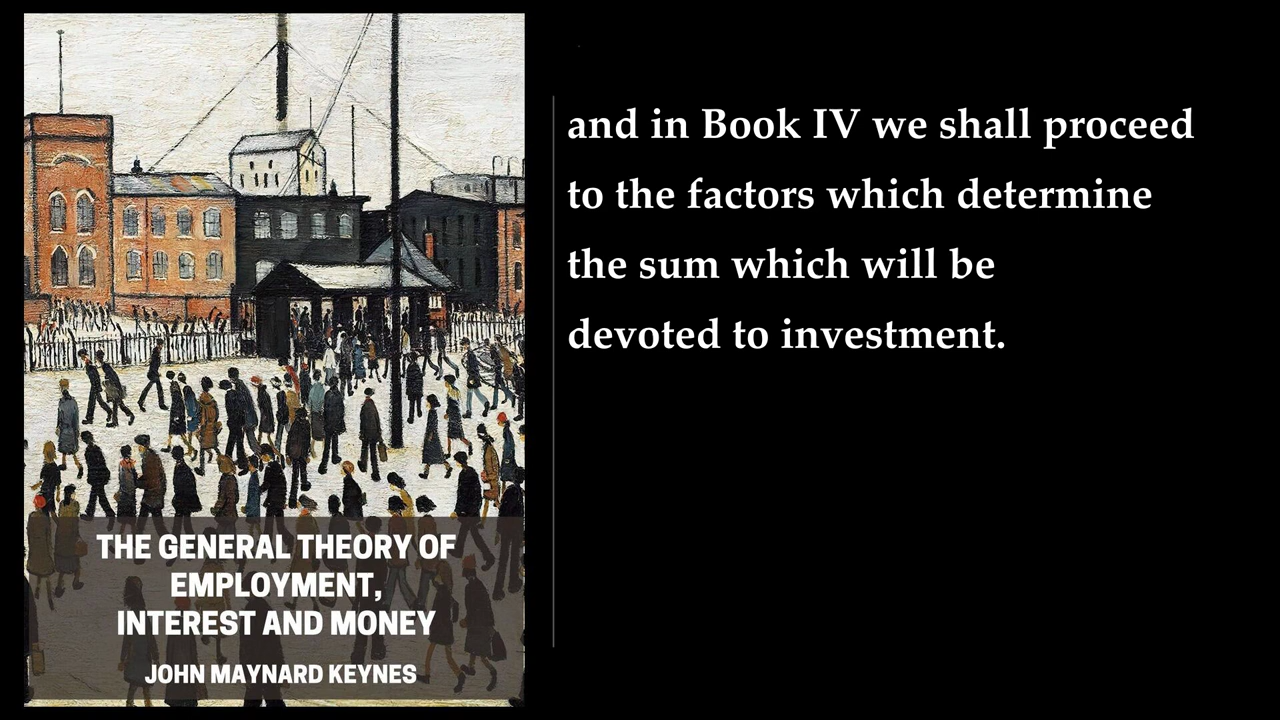 and in Book IV we shall proceed
to the factors which determine
the sum which will be
devoted to investment.
THE GENERAL THEORY OF
EMPLOYMENT,
INTEREST AND MONEY
JOHN MAYNARD KEYNES